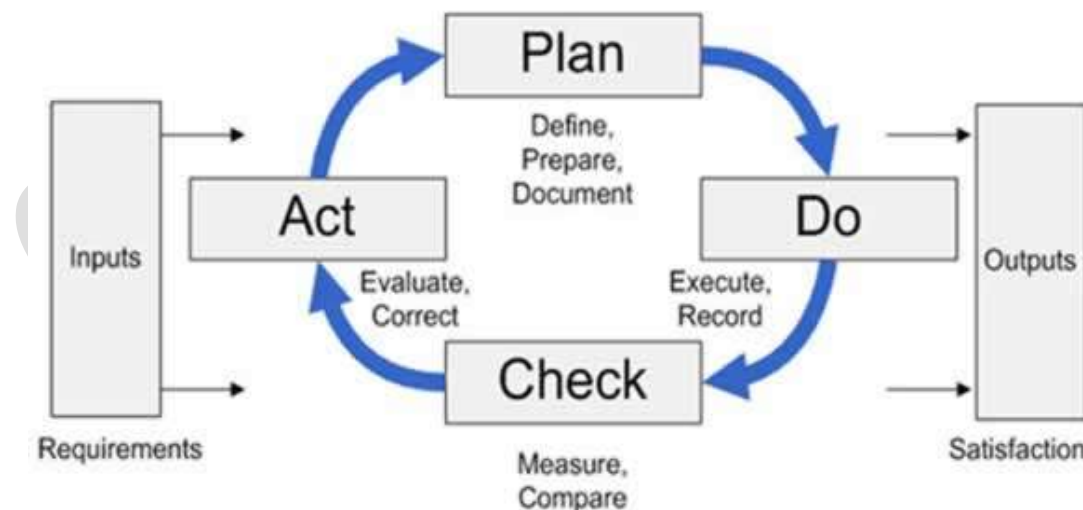 Plan
Define,
Prepare,
Document
Inputs
Act
Do
Outputs
Evaluate,
Correct
Execute,
Record
Check
Requirements
Satisfaction
Measure,
Compare